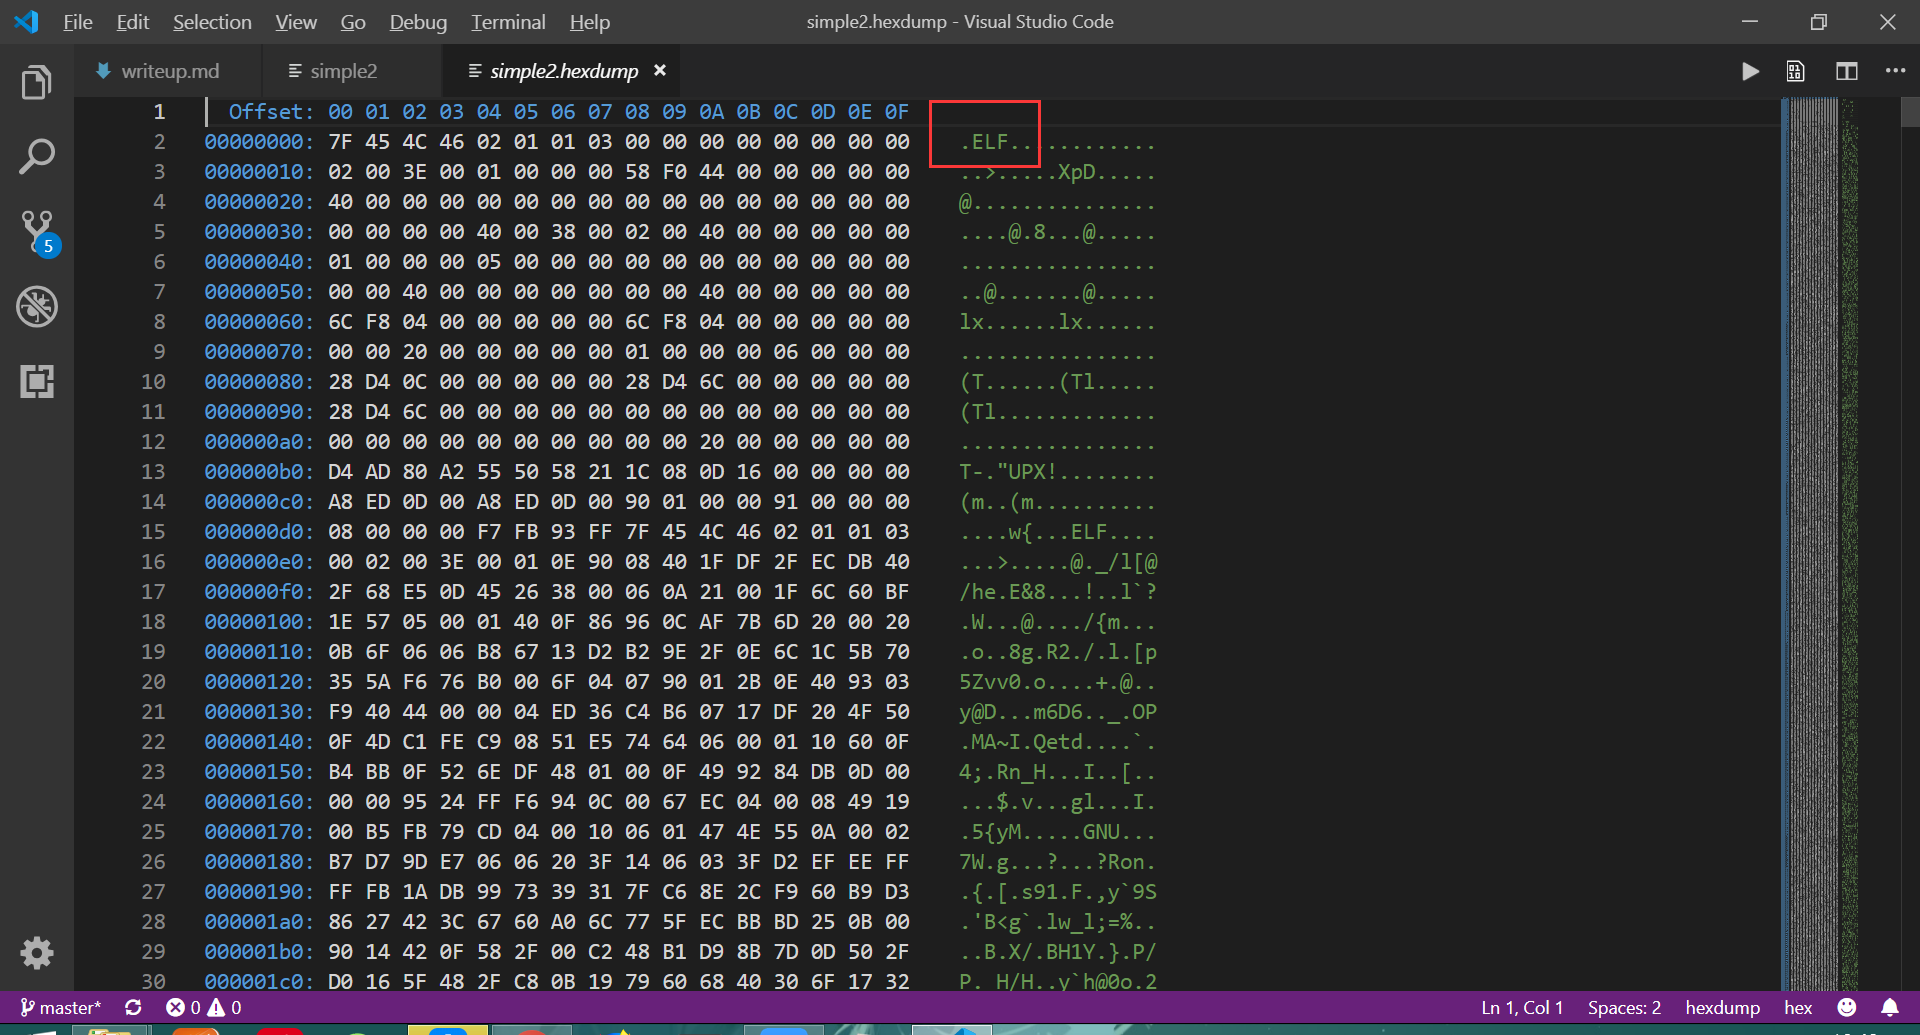 File Edit Selection View Go Debug Terminal Help simple2.hexdump - Visual Studio Code
writeup.md simple2 simple2.hexdump
1 Offset: 00 01 02 03 04 05 06 07 08 09 0A 0B 0C 0D 0E 0F
2 00000000: 7F 45 4C 46 02 01 01 03 00 00 00 00 00 00 00 00 .ELF............
3 00000010: 02 00 3E 00 01 00 00 00 58 F0 44 00 00 00 00 00 ..>.....XpD.....
4 00000020: 40 00 00 00 00 00 00 00 00 00 00 00 00 00 00 00 @...............
5 00000030: 00 00 00 00 40 00 38 00 02 00 40 00 00 00 00 00 ....@.8...@.....
6 00000040: 01 00 00 00 05 00 00 00 00 00 00 00 00 00 00 00 ................
7 00000050: 00 00 40 00 00 00 00 00 00 00 40 00 00 00 00 00 ..@.......@.....
8 00000060: 6C F8 04 00 00 00 00 00 6C F8 04 00 00 00 00 00 lx......lx......
9 00000070: 00 00 20 00 00 00 00 00 01 00 00 00 06 00 00 00 ................
10 00000080: 28 D4 0C 00 00 00 00 00 28 D4 6C 00 00 00 00 00 (T......(Tl.....
11 00000090: 28 D4 6C 00 00 00 00 00 00 00 00 00 00 00 00 00 (Tl.............
12 000000a0: 00 00 00 00 00 00 00 00 00 00 20 00 00 00 00 00 ................
13 000000b0: D4 AD 80 A2 55 50 58 21 1C 08 0D 16 00 00 00 00 T-."UPX!........
14 000000c0: A8 ED 0D 00 A8 ED 0D 00 90 01 00 00 91 00 00 00 (m..(m..........
15 000000d0: 08 00 00 00 F7 FB 93 FF 7F 45 4C 46 02 01 01 03 ....w{...ELF....
16 000000e0: 00 02 00 3E 00 01 0E 90 08 40 1F DF 2F EC DB 40 ...>.....@._/l[@
17 000000f0: 2F 68 E5 0D 45 26 38 00 06 0A 21 00 1F 6C 60 BF /he.E&8...!..l`?
18 00000100: 1E 57 05 00 01 40 0F 86 96 0C AF 7B 6D 20 00 20 .W...@..../{m...
19 00000110: 0B 6F 06 06 B8 67 13 D2 B2 9E 2F 0E 6C 1C 5B 70 .o..8g.R2./.l.[p
20 00000120: 35 5A F6 76 B0 00 6F 04 07 90 01 2B 0E 40 93 03 5Zvv0.o....+.@..
21 00000130: F9 40 44 00 00 04 ED 36 C4 B6 07 17 DF 20 4F 50 y@D...m6D6.._.OP
22 00000140: 0F 4D C1 FE C9 08 51 E5 74 64 06 00 01 10 60 0F .MA~I.Qetd....`.
23 00000150: B4 BB 0F 52 6E DF 48 01 00 0F 49 92 84 DB 0D 00 4;.Rn_H...I..[..
24 00000160: 00 00 95 24 FF F6 94 0C 00 67 EC 04 00 08 49 19 ...$.v...gl...I.
25 00000170: 00 B5 FB 79 CD 04 00 10 06 01 47 4E 55 0A 00 02 .5{yM.....GNU...
26 00000180: B7 D7 9D E7 06 06 20 3F 14 06 03 3F D2 EF EE FF 7W.g...?...?Ron.
27 00000190: FF FB 1A DB 99 73 39 31 7F C6 8E 2C F9 60 B9 D3 .{.[.s91.F.,y`9S
28 000001a0: 86 27 42 3C 67 60 A0 6C 77 5F EC BB BD 25 0B 00 .'B<g`.lw_l;=%..
29 000001b0: 90 14 42 0F 58 2F 00 C2 48 B1 D9 8B 7D 0D 50 2F ..B.X/.BH1Y.}.P/
30 000001c0: D0 16 5F 48 2F C8 0B 19 79 60 68 40 30 6F 17 32 P._H/H..y`h@0o.2
5
master* 0 0 Ln 1, Col 1 Spaces: 2 hexdump hex